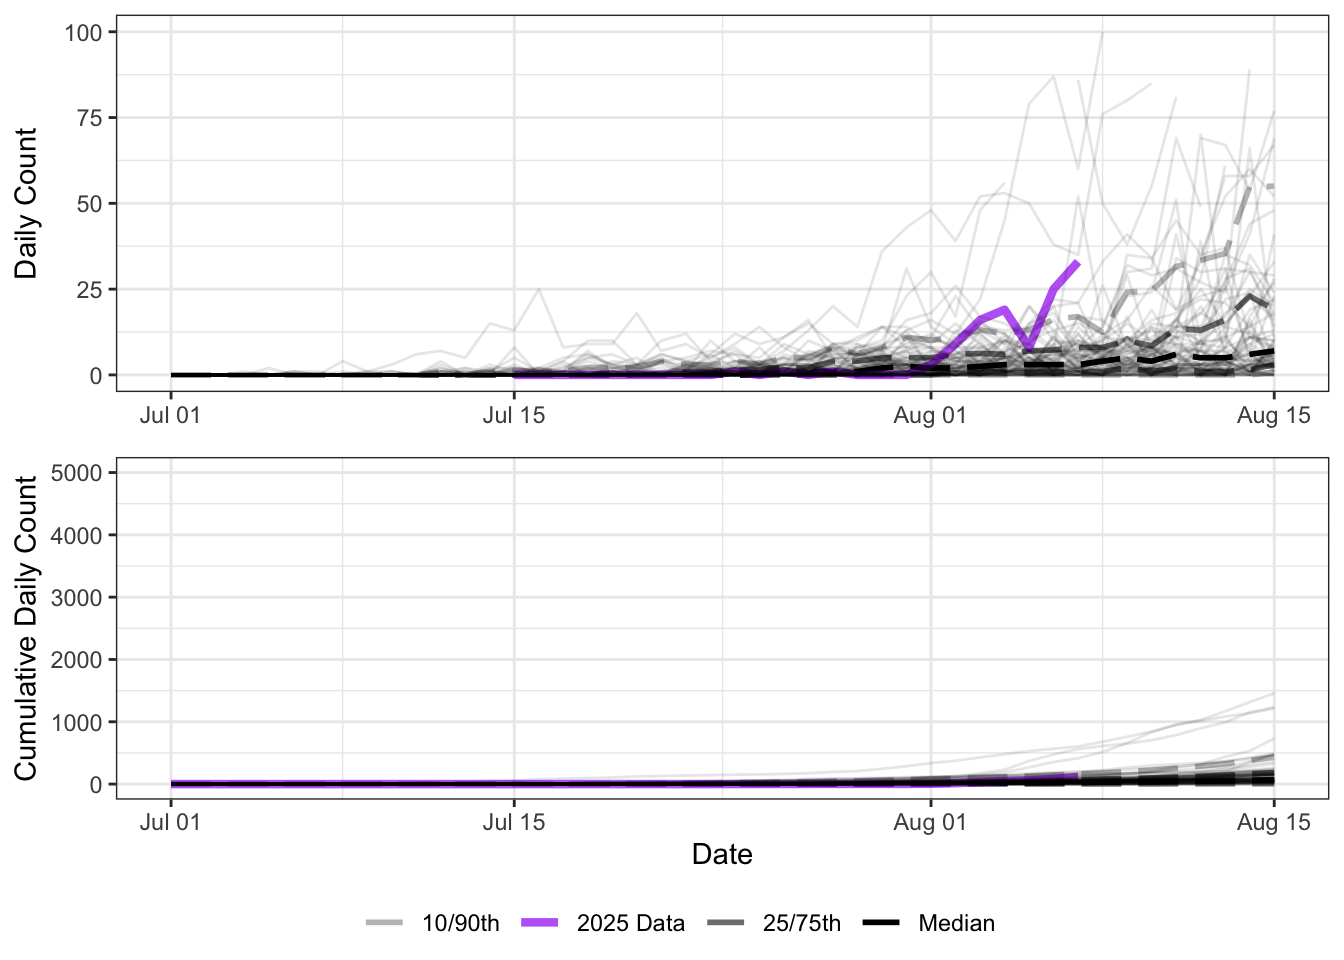 Daily Count
100
75
50
25
0
Jul 01 Jul 15 Aug 01 Aug 15
Cumulative Daily Count
5000
4000
3000
2000
1000
0
Jul 01 Jul 15 Aug 01 Aug 15
Date
10/90th 2025 Data 25/75th Median